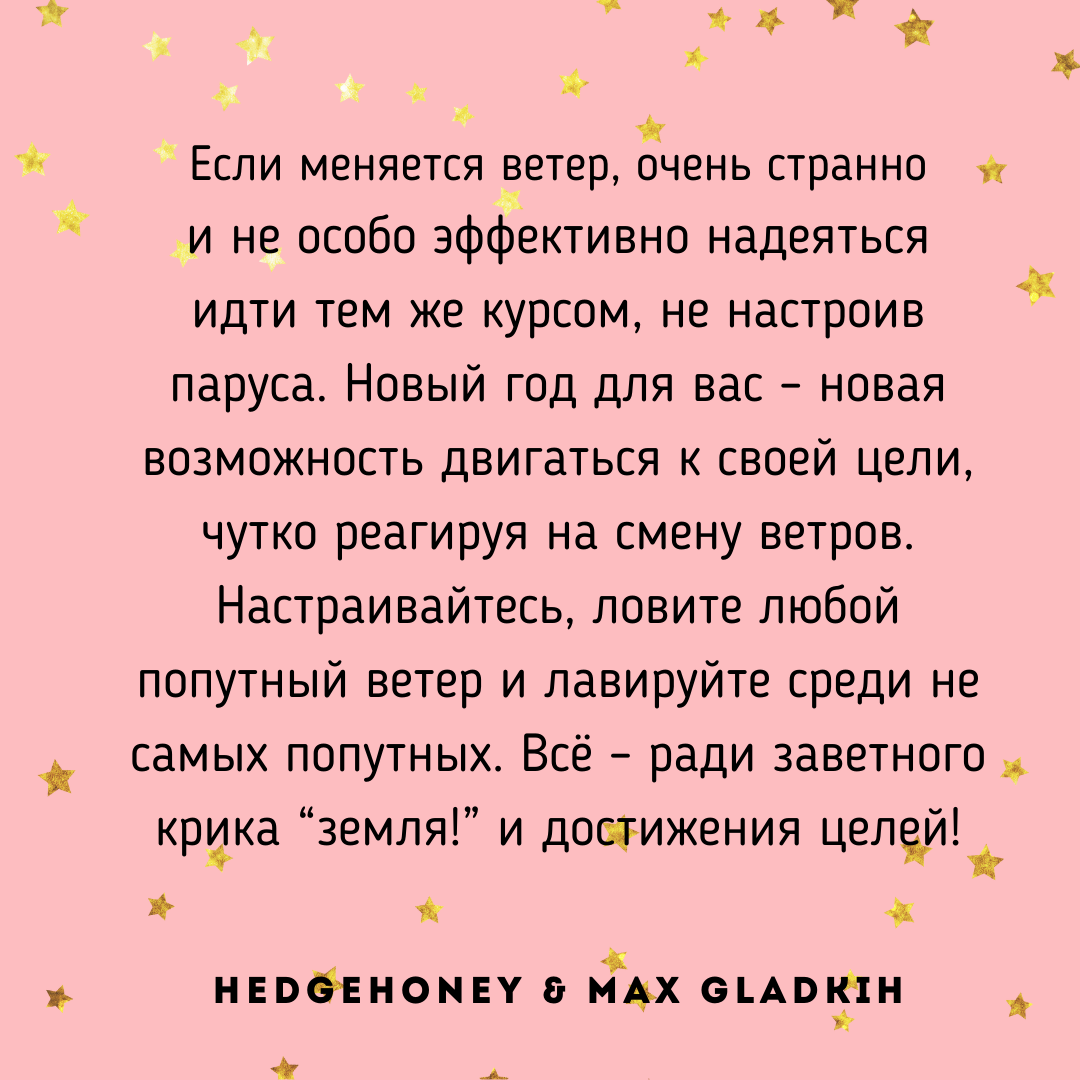 Если меняется ветер, очень странно
и не особо эффективно надеяться
идти тем же курсом, не настроив
паруса. Новый год для вас – новая
возможность двигаться к своей цели,
чутко реагируя на смену ветров.
Настраивайтесь, ловите любой
попутный ветер и лавируйте среди не
самых попутных. Всё – ради заветного
крика “земля!” и достижения целей!
HEDGEHONEY & MAX GLADKIH